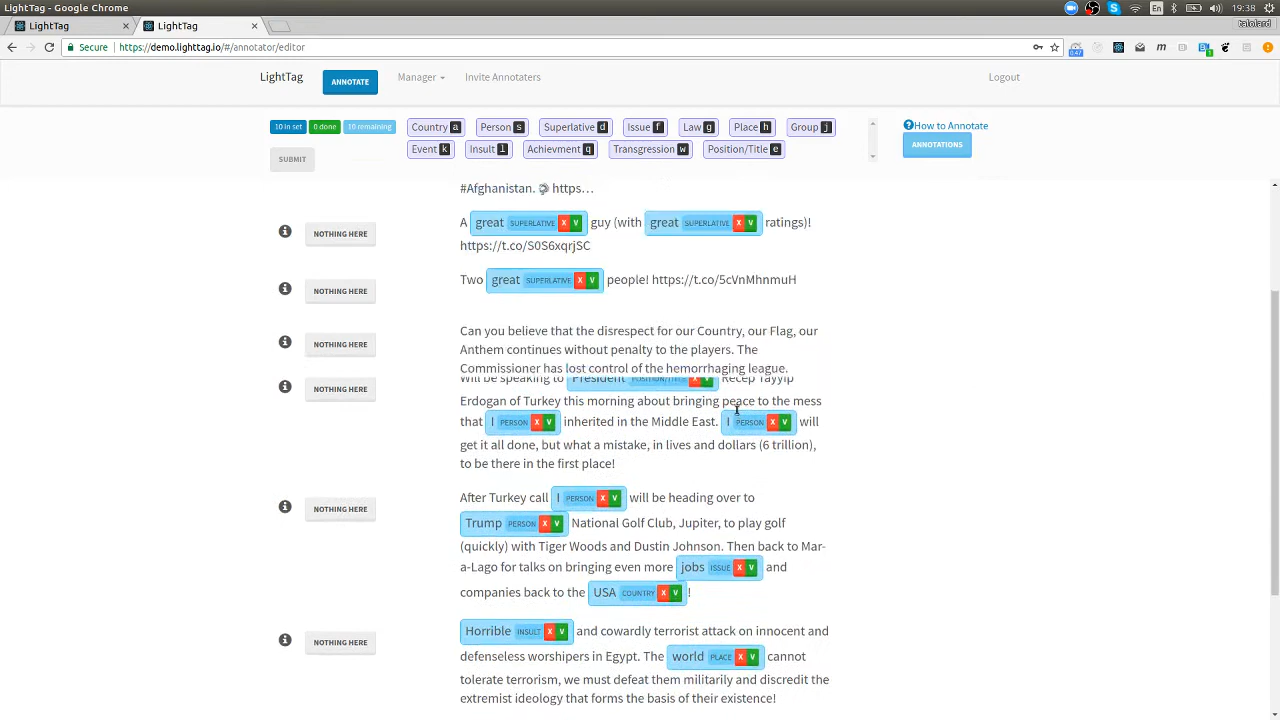 LightTag - Google Chrome
19:38
talolard
LightTag
LightTag
Secure https://demo.lighttag.io/#/annotator/editor
LightTag ANNOTATE Manager Invite Annotaters Logout
10 in set 0 done 10 remaining
Country a Person s Superlative d Issue f Law g Place h Group j
Event k Insult l Achievment q Transgression w Position/Title e
How to Annotate
ANNOTATIONS
SUBMIT
#Afghanistan. https…
NOTHING HERE
A great SUPERLATIVE X V guy (with great SUPERLATIVE X V ratings)!
https://t.co/S0S6xqrjSC
NOTHING HERE
Two great SUPERLATIVE X V people! https://t.co/5cVnMhnmuH
NOTHING HERE
Can you believe that the disrespect for our Country, our Flag, our
Anthem continues without penalty to the players. The
Commissioner has lost control of the hemorrhaging league.
NOTHING HERE
Will be speaking to President POSITION/TITLE X V Recep Tayyip
Erdogan of Turkey this morning about bringing peace to the mess
that I PERSON X V inherited in the Middle East. I PERSON X V will
get it all done, but what a mistake, in lives and dollars (6 trillion),
to be there in the first place!
NOTHING HERE
After Turkey call I PERSON X V will be heading over to
Trump PERSON X V National Golf Club, Jupiter, to play golf
(quickly) with Tiger Woods and Dustin Johnson. Then back to Mar-
a-Lago for talks on bringing even more jobs ISSUE X V and
companies back to the USA COUNTRY X V !
NOTHING HERE
Horrible INSULT X V and cowardly terrorist attack on innocent and
defenseless worshipers in Egypt. The world PLACE X V cannot
tolerate terrorism, we must defeat them militarily and discredit the
extremist ideology that forms the basis of their existence!